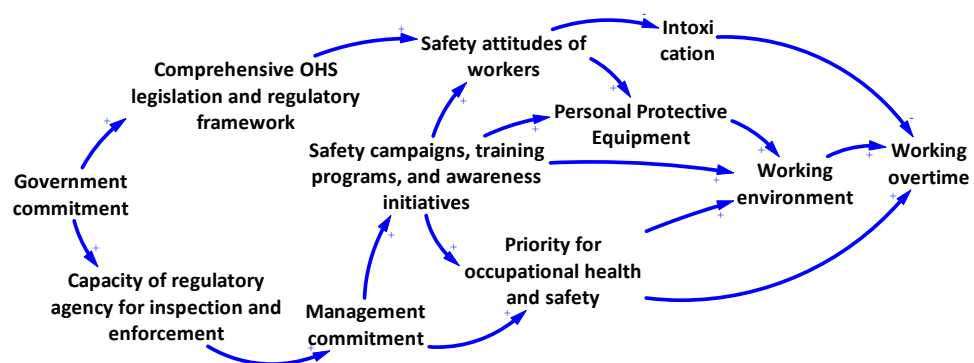 Safety attitudes of
workers
Intoxi
cation
Comprehensive OHS
legislation and regulatory
framework
Personal Protective
Equipment
Safety campaigns, training
programs, and awareness
initiatives
Working
environment
Working
overtime
Government
commitment
Priority for
occupational health
and safety
Capacity of regulatory
agency for inspection and
enforcement
Management
commitment